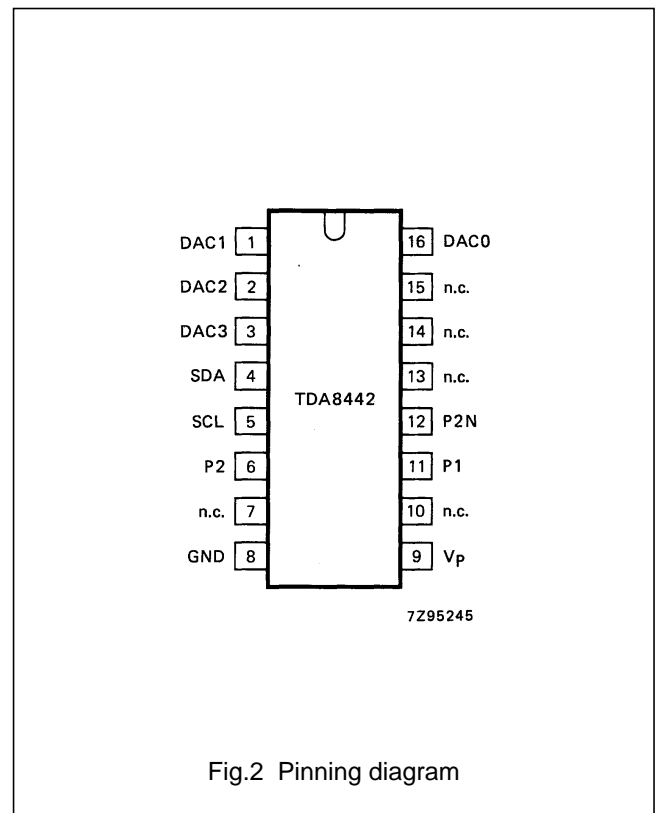 DAC1 1 16 DAC0
DAC2 2 15 n.c.
DAC3 3 14 n.c.
SDA 4 13 n.c.
TDA8442
SCL 5 12 P2N
P2 6 11 P1
n.c. 7 10 n.c.
GND 8 9 VP
7Z95245
Fig.2 Pinning diagram